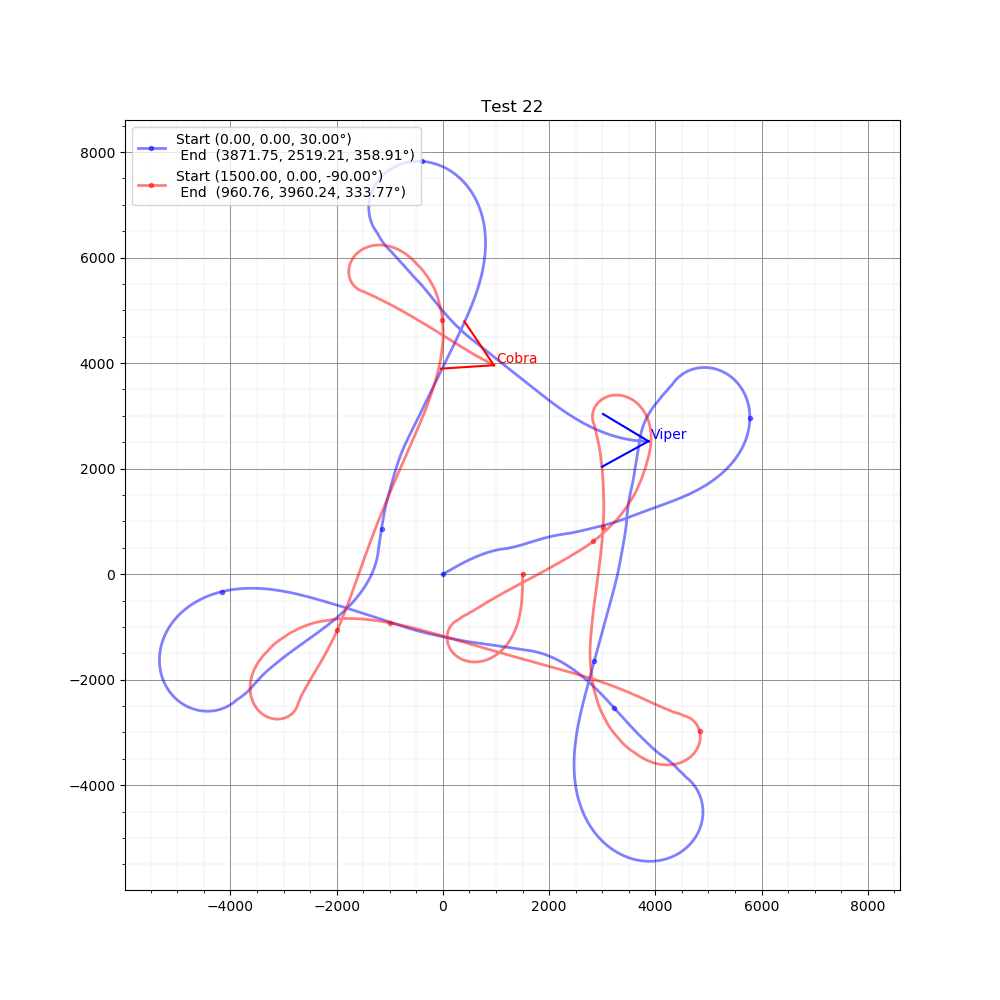 Test 22
Start (0.00, 0.00, 30.00°)
End (3871.75, 2519.21, 358.91°)
Start (1500.00, 0.00, -90.00°)
End (960.76, 3960.24, 333.77°)
8000
6000
4000
2000
0
−2000
−4000
Cobra
Viper
−4000 −2000 0 2000 4000 6000 8000